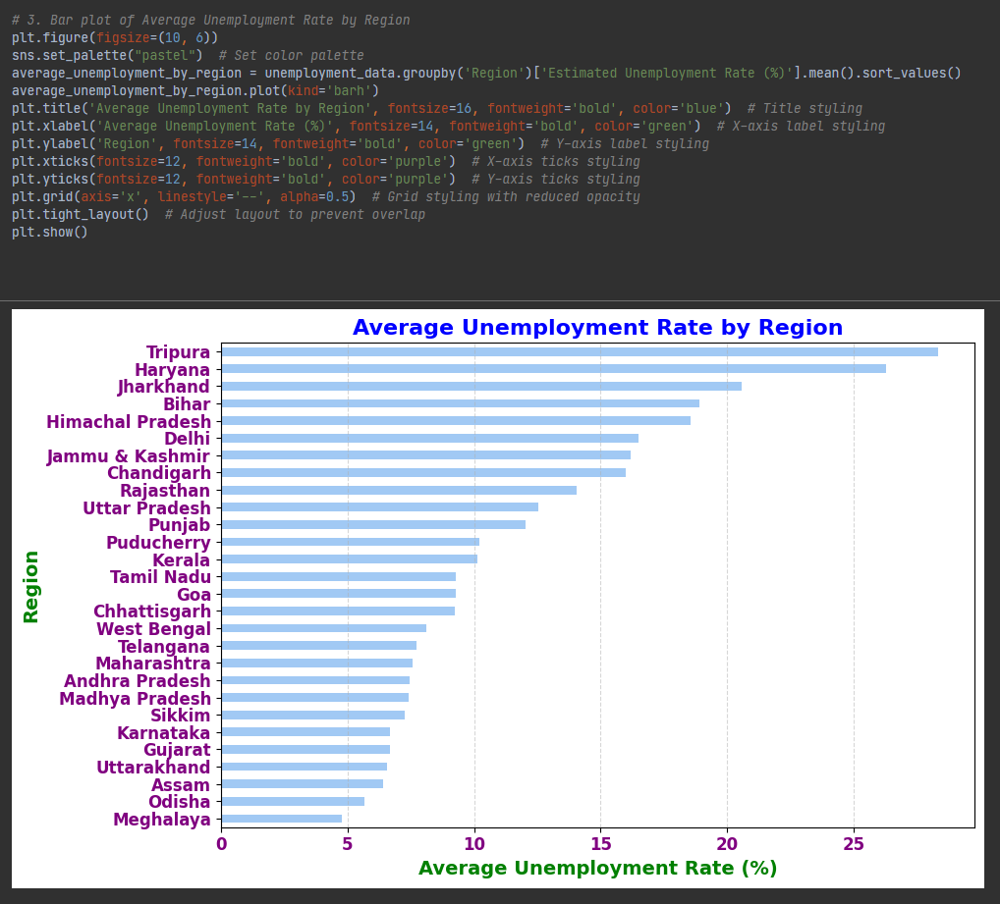 # 3. Bar plot of Average Unemployment Rate by Region
plt.figure(figsize=(10, 6))
sns.set_palette("pastel")  # Set color palette
average_unemployment_by_region = unemployment_data.groupby('Region')['Estimated Unemployment Rate (%)'].mean().sort_values()
average_unemployment_by_region.plot(kind='barh')
plt.title('Average Unemployment Rate by Region', fontsize=16, fontweight='bold', color='blue')  # Title styling
plt.xlabel('Average Unemployment Rate (%)', fontsize=14, fontweight='bold', color='green')  # X-axis label styling
plt.ylabel('Region', fontsize=14, fontweight='bold', color='green')  # Y-axis label styling
plt.xticks(fontsize=12, fontweight='bold', color='purple')  # X-axis ticks styling
plt.yticks(fontsize=12, fontweight='bold', color='purple')  # Y-axis ticks styling
plt.grid(axis='x', linestyle='--', alpha=0.5)  # Grid styling with reduced opacity
plt.tight_layout()  # Adjust layout to prevent overlap
plt.show()
Average Unemployment Rate by Region
Region
Tripura
Haryana
Jharkhand
Bihar
Himachal Pradesh
Delhi
Jammu & Kashmir
Chandigarh
Rajasthan
Uttar Pradesh
Punjab
Puducherry
Kerala
Tamil Nadu
Goa
Chhattisgarh
West Bengal
Telangana
Maharashtra
Andhra Pradesh
Madhya Pradesh
Sikkim
Karnataka
Gujarat
Uttarakhand
Assam
Odisha
Meghalaya
0 5 10 15 20 25
Average Unemployment Rate (%)